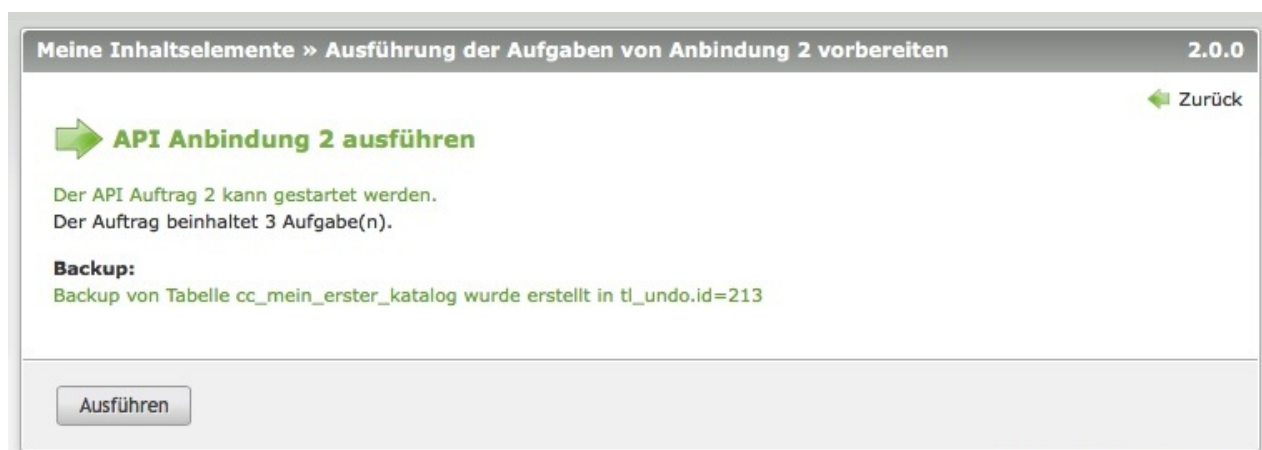 Meine Inhaltselemente » Ausführung der Aufgaben von Anbindung 2 vorbereiten 2.0.0
Zurück
API Anbindung 2 ausführen
Der API Auftrag 2 kann gestartet werden.
Der Auftrag beinhaltet 3 Aufgabe(n).
Backup:
Backup von Tabelle cc_mein_erster_katalog wurde erstellt in tl_undo.id=213
Ausführen